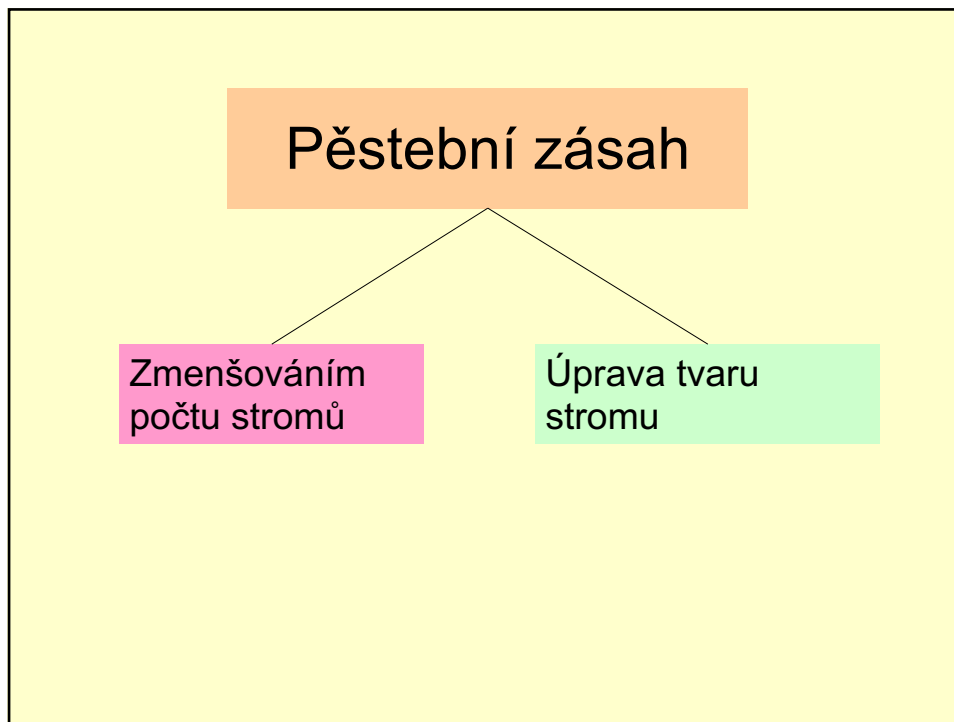 Pěstební zásah
Zmenšováním
počtu stromů
Úprava tvaru
stromu